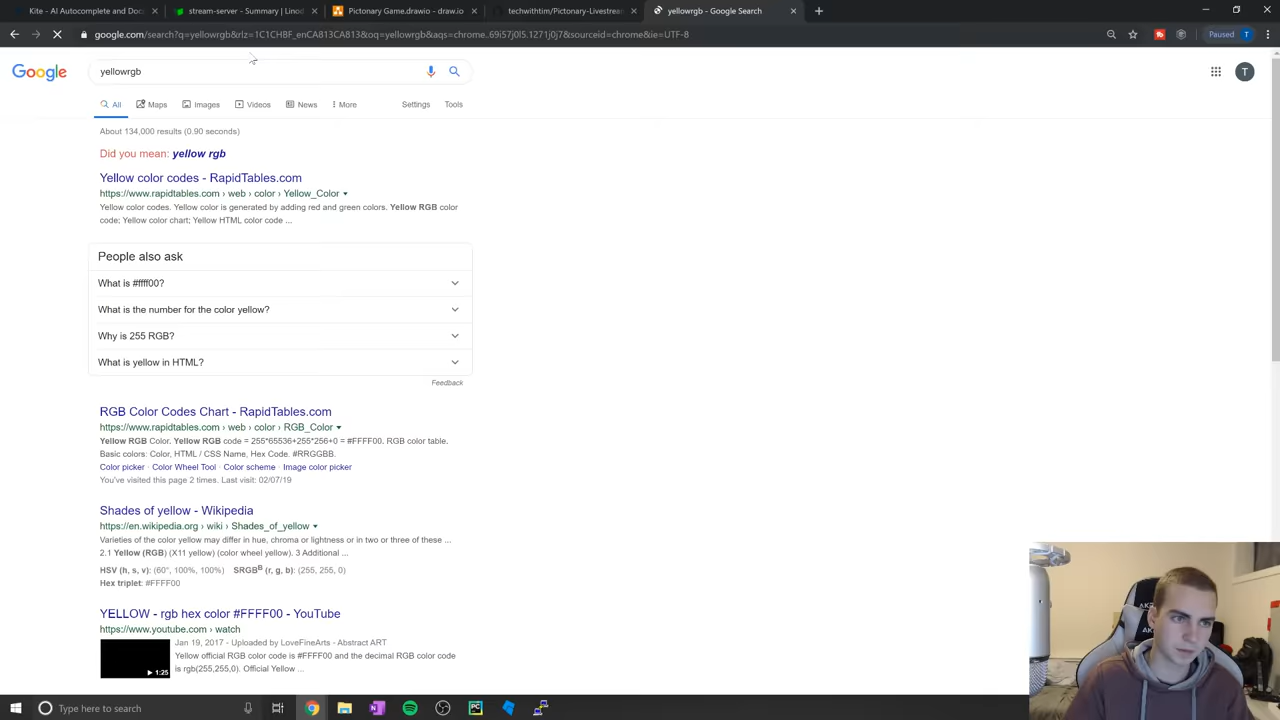 Kite - AI Autocomplete and Do
strats-server - Summary | Linod
Pictonary Game.drawio - draw.io
techwithtim/Pictonary-Livestrean
yellowrgb - Google Search
google.com/search?q=yellowrgb&rlz=1C1CHBF_enCA813CA813&oq=yellowrgb&aqs=chrome..69i57j0l5.1271j0j7&sourceid=chrome&ie=UTF-8
Paused
T
Google
yellowrgb
T
All
Maps
Images
Videos
News
More
Settings
Tools
About 134,000 results (0.90 seconds)
Did you mean: yellow rgb
Yellow color codes - RapidTables.com
https://www.rapidtables.com › web › color › Yellow_Color
Yellow color codes. Yellow color is generated by adding red and green colors. Yellow RGB color
code; Yellow color chart; Yellow HTML color code ...
People also ask
What is #ffff00?
What is the number for the color yellow?
Why is 255 RGB?
What is yellow in HTML?
Feedback
RGB Color Codes Chart - RapidTables.com
https://www.rapidtables.com › web › color › RGB_Color
Yellow RGB Color. Yellow RGB code = 255*65536+255*256+0 = #FFFF00. RGB color table.
Basic colors: Color, HTML / CSS Name, Hex Code. #RRGGBB.
Color picker · Color Wheel Tool · Color scheme · Image color picker
You've visited this page 2 times. Last visit: 02/07/19
Shades of yellow - Wikipedia
https://en.wikipedia.org › wiki › Shades_of_yellow
Varieties of the color yellow may differ in hue, chroma or lightness or in two or three of these ...
2.1 Yellow (RGB) (X11 yellow) (color wheel yellow). 3 Additional ...
HSV (h, s, v): (60°, 100%, 100%) SRGBᴮ (r, g, b): (255, 255, 0)
Hex triplet: #FFFF00
YELLOW - rgb hex color #FFFF00 - YouTube
https://www.youtube.com › watch
Jan 19, 2017 - Uploaded by LoveFineArts - Abstract ART
Yellow official RGB color code is #FFFF00 and the decimal RGB color code
is rgb(255,255,0). Official Yellow ...
1:25
Type here to search
PC